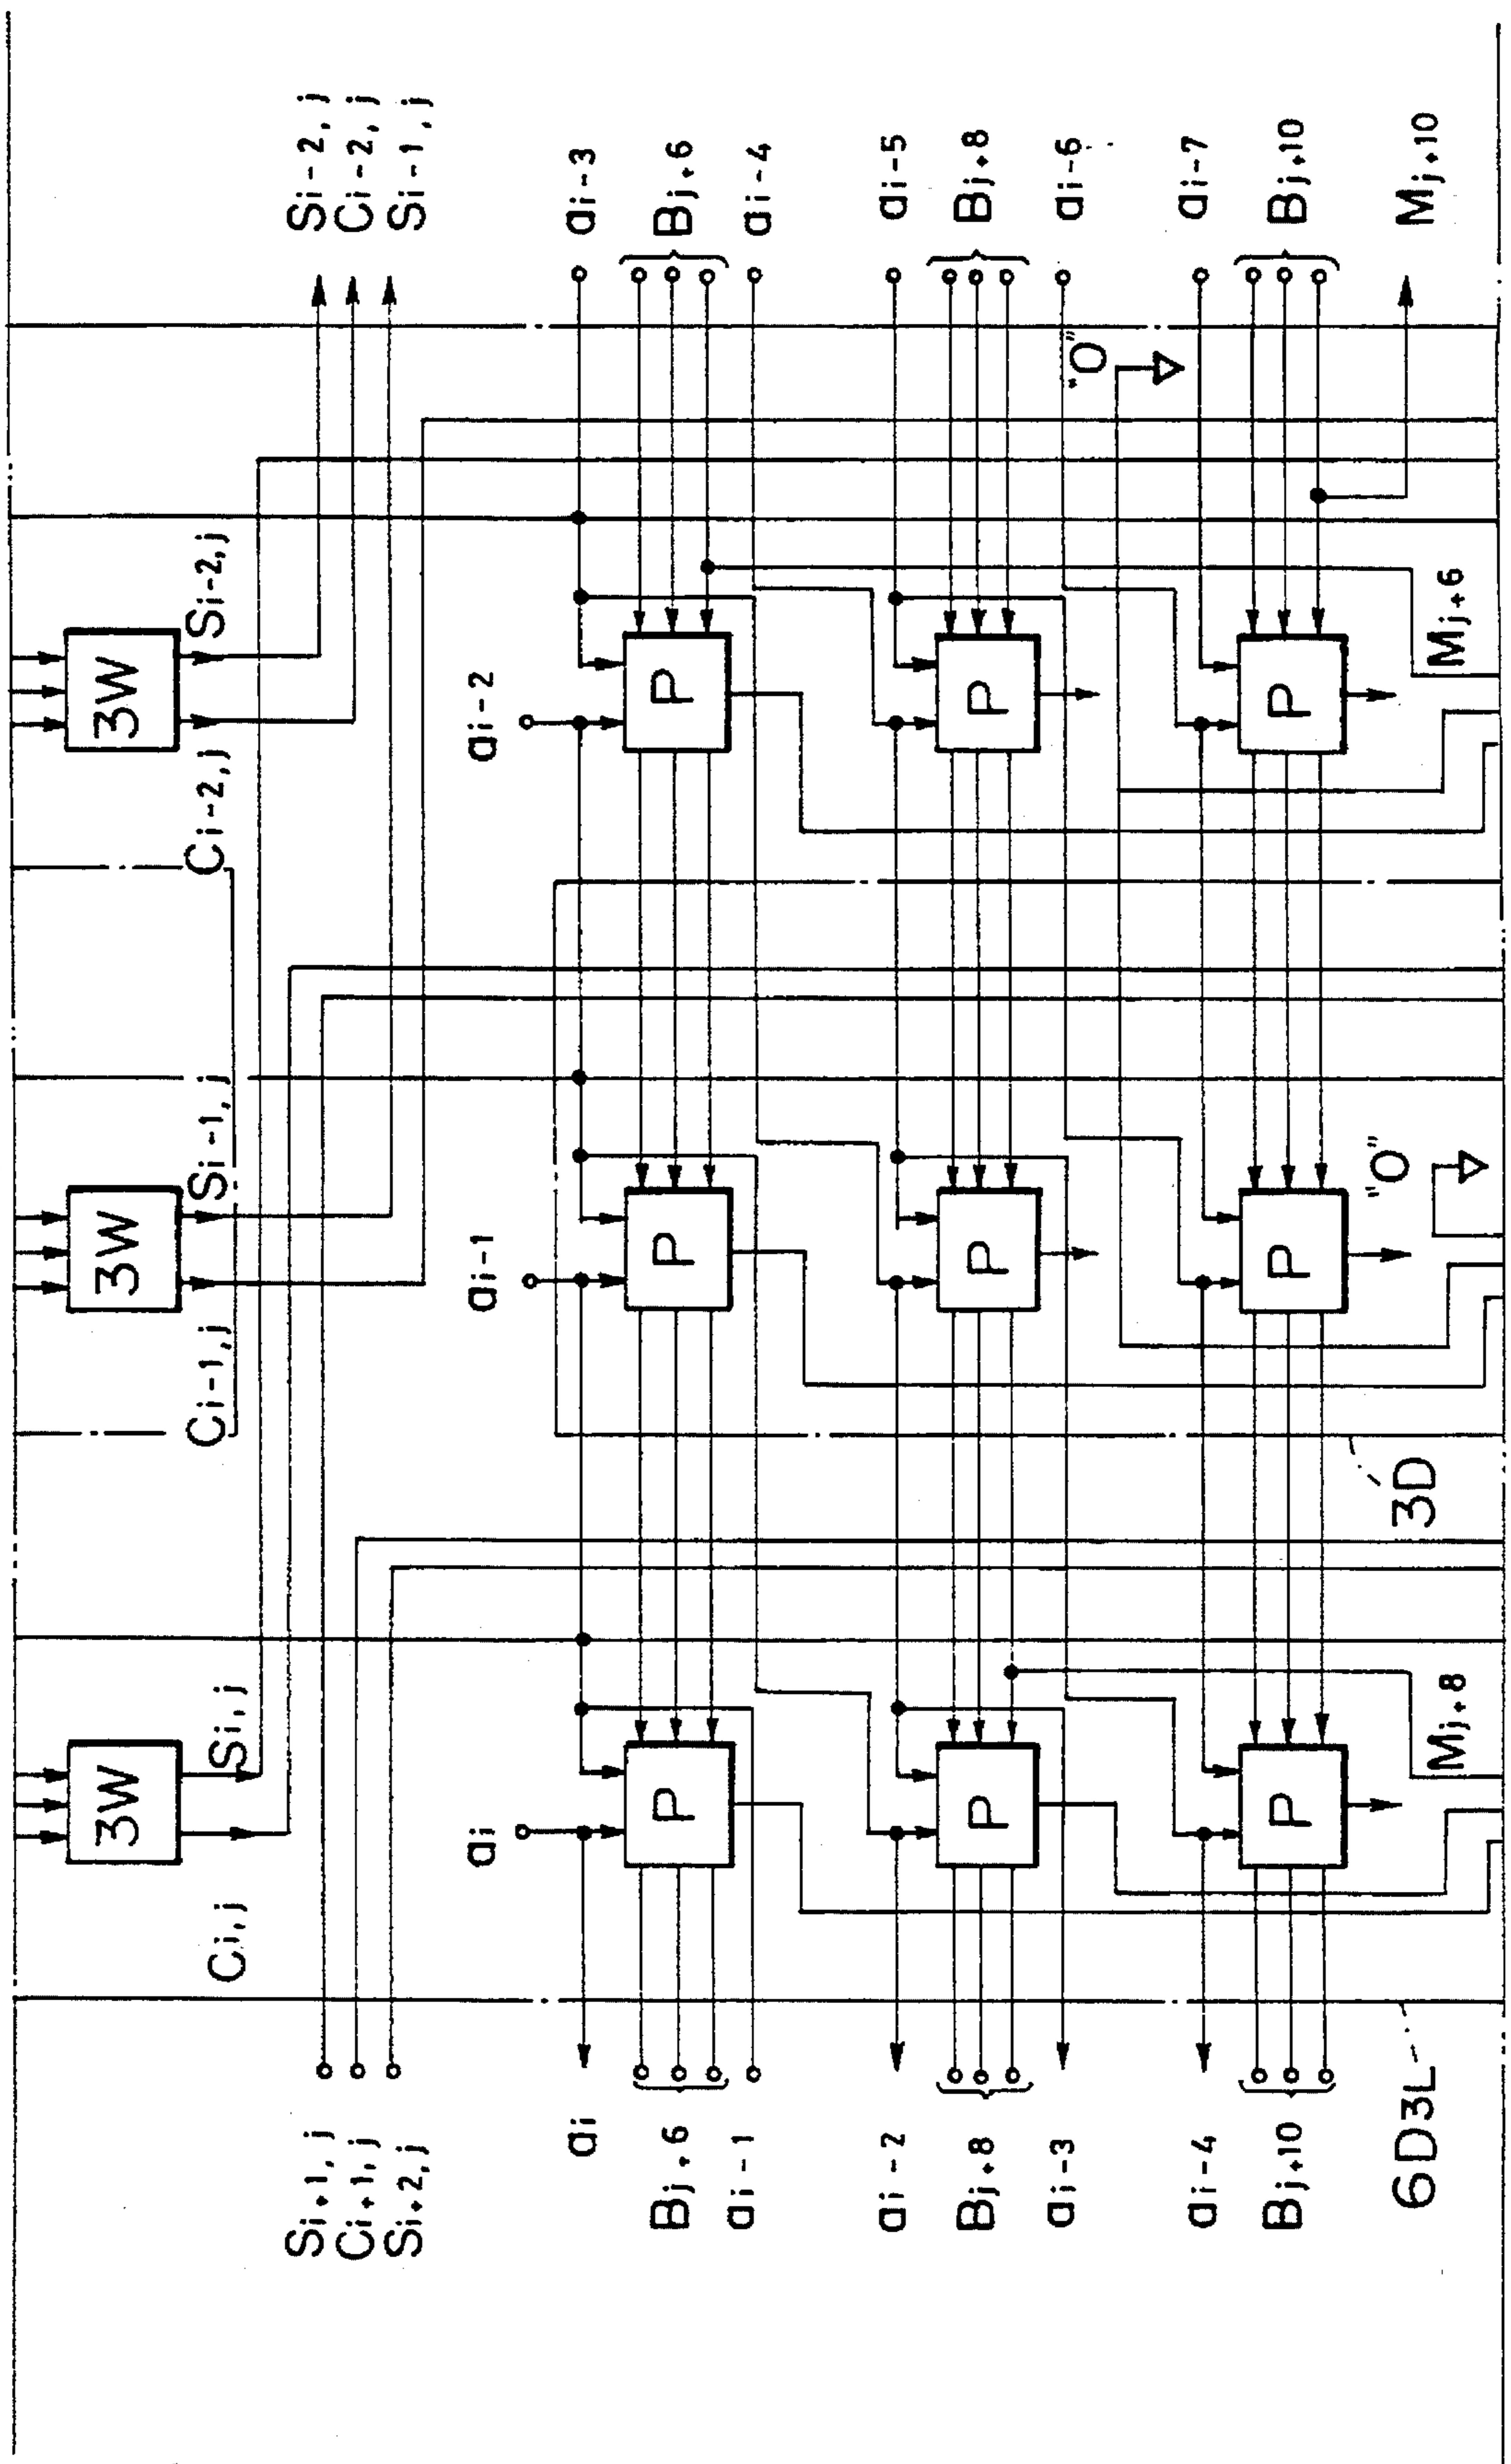 3W
3W
3W
Ci,j
Si,j
Ci-1,j
Si-1,j
Ci-2,j
Si-2,j
Si+1,j
Ci+1,j
Si+2,j
Si-2,j
Ci-2,j
Si-1,j
ai
ai-1
ai-2
ai
Bj+6
ai-1
P
P
P
ai-3
Bj+6
ai-4
ai-2
Bj+8
ai-3
P
P
P
ai-5
Bj+8
ai-6
"0"
ai-4
Bj+10
P
P
P
ai-7
Bj+10
"0"
Mj+8
Mj+6
Mj+10
6D3L
3D